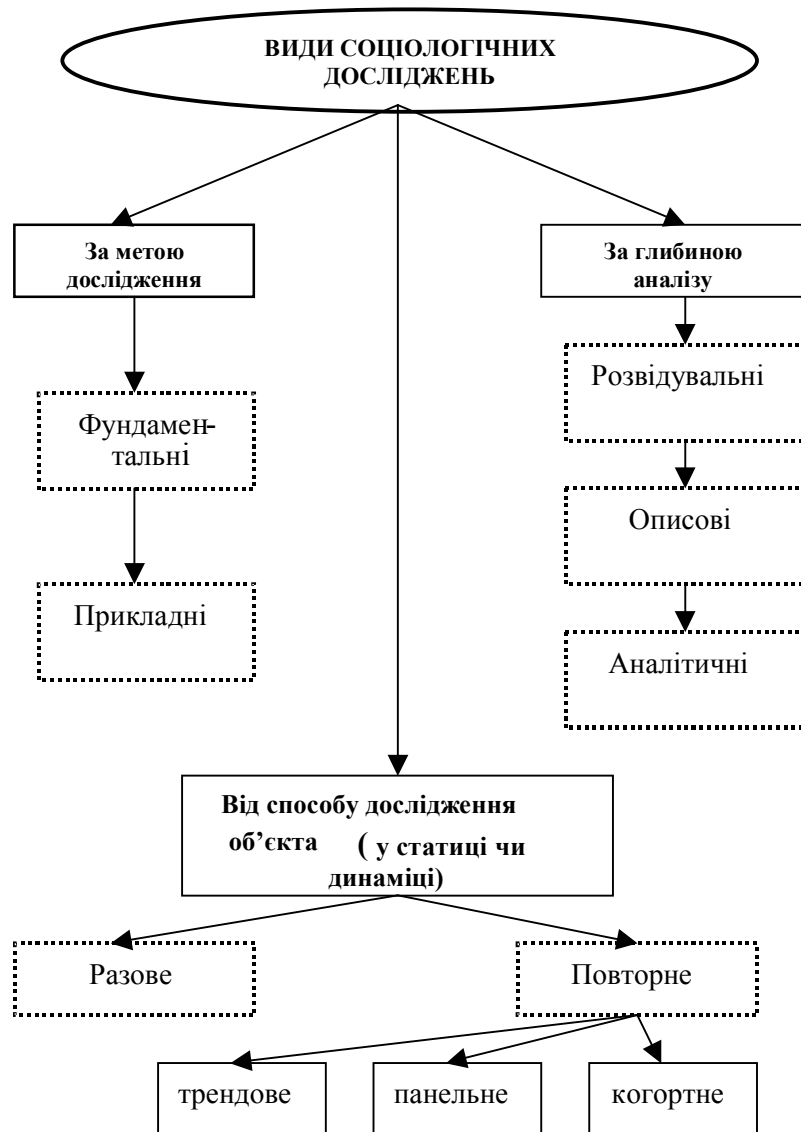 ВИДИ СОЦІОЛОГІЧНИХ
ДОСЛІДЖЕНЬ
За метою
дослідження
За глибиною
аналізу
Фундамен-
тальні
Прикладні
Розвідувальні
Описові
Аналітичні
Від способу дослідження
об’єкта ( у статиці чи
динаміці)
Разове
Повторне
трендове
панельне
когортне